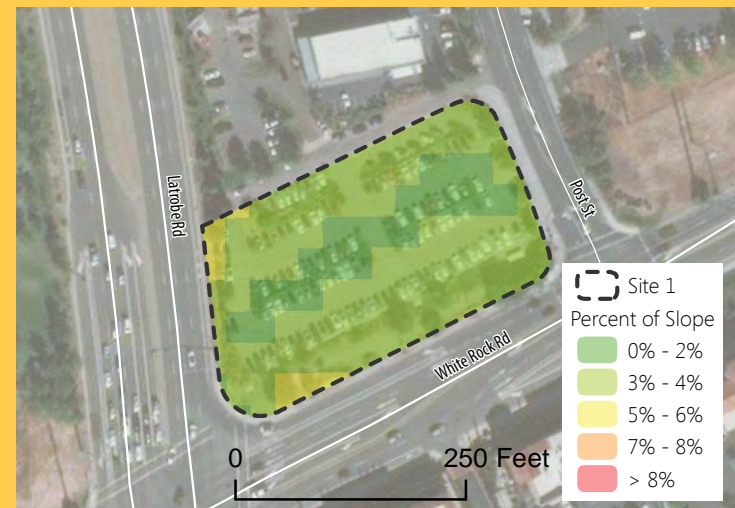 Latrobe Rd
Post St
White Rock Rd
0 250 Feet
Site 1
Percent of Slope
0% - 2%
3% - 4%
5% - 6%
7% - 8%
> 8%